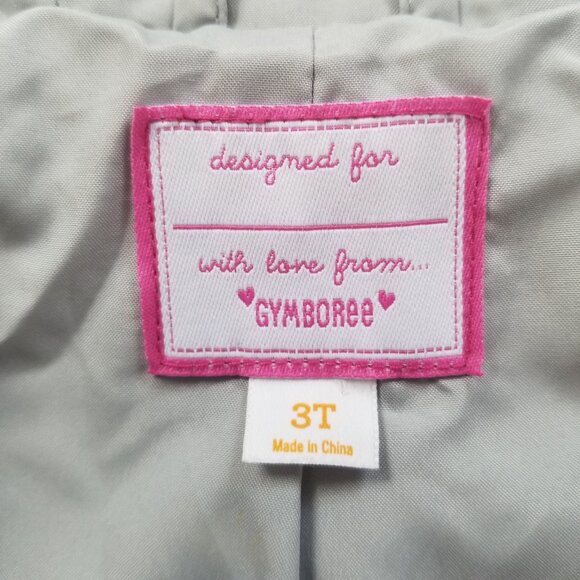 designed for
with love from...
GYMBOREE
3T
Made in China